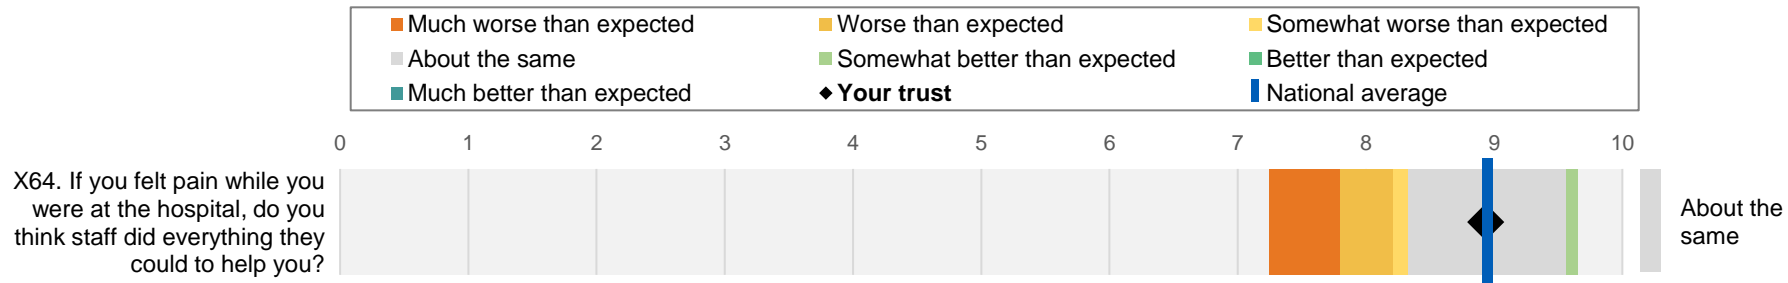 Much worse than expected Worse than expected Somewhat worse than expected
About the same Somewhat better than expected Better than expected
Much better than expected Your trust National average
0 1 2 3 4 5 6 7 8 9 10
X64. If you felt pain while you
were at the hospital, do you
think staff did everything they
could to help you?
About the
same